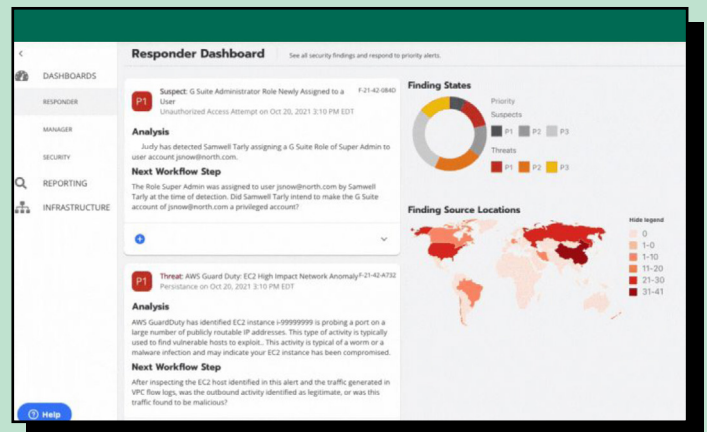 Responder Dashboard
See all security findings and respond to priority alerts.
DASHBOARDS
RESPONDER
MANAGER
SECURITY
REPORTING
INFRASTRUCTURE
Help
P1
Suspect: G Suite Administrator Role Newly Assigned to a
User
F-21-42-084D
Unauthorized Access Attempt on Oct 20, 2021 3:10 PM EDT
Analysis
Judy has detected Samwell Tarly assigning a G Suite Role of Super Admin to
user account jsnow@north.com.
Next Workflow Step
The Role Super Admin was assigned to user jsnow@north.com by Samwell
Tarly at the time of detection. Did Samwell Tarly intend to make the G Suite
account of jsnow@north.com a privileged account?
P1
Threat: AWS Guard Duty: EC2 High Impact Network Anomaly
F-21-42-A732
Persistance on Oct 20, 2021 3:10 PM EDT
Analysis
AWS GuardDuty has identified EC2 instance i-99999999 is probing a port on a
large number of publicly routable IP addresses. This type of activity is typically
used to find vulnerable hosts to exploit.. This activity is typical of a worm or a
malware infection and may indicate your EC2 instance has been compromised.
Next Workflow Step
After inspecting the EC2 host identified in this alert and the traffic generated in
VPC flow logs, was the outbound activity identified as legitimate, or was this
traffic found to be malicious?
Finding States
Priority
Suspects
P1 P2 P3
Threats
P1 P2 P3
Finding Source Locations
Hide legend
0
1-0
1-10
11-20
21-30
31-41